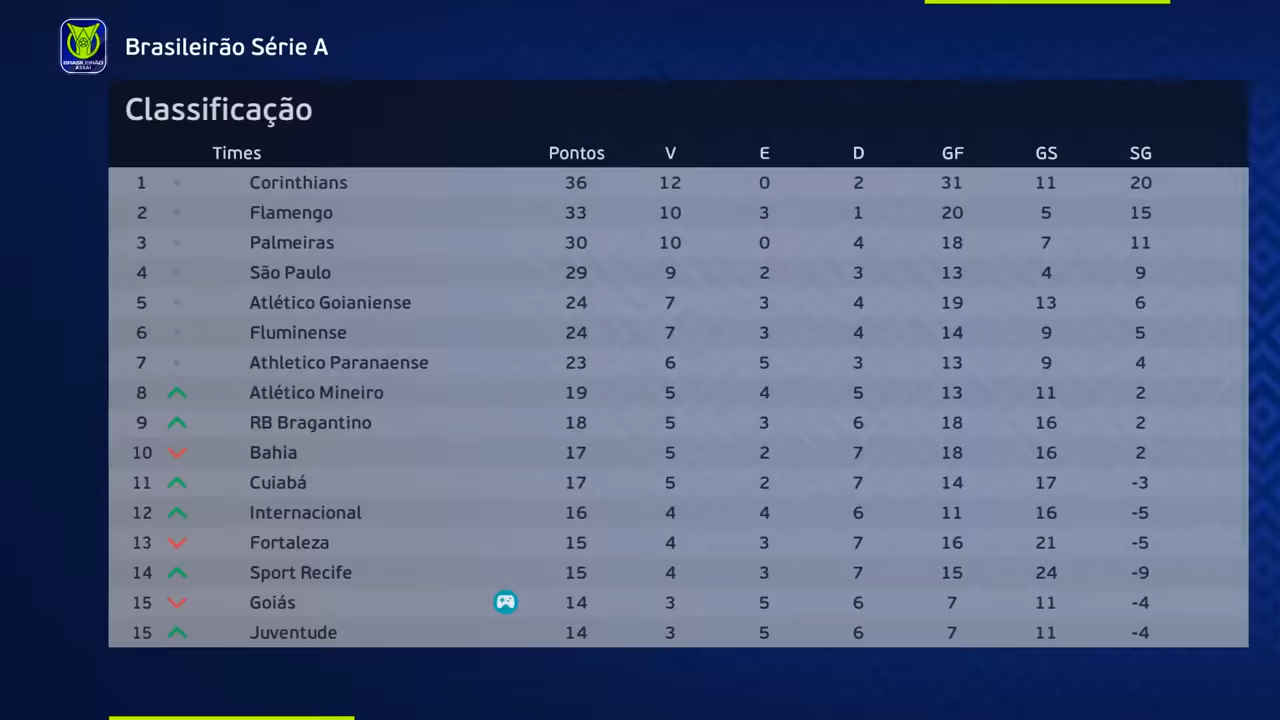 BRASILEIRÃO
ASSAÍ
Brasileirão Série A
Classificação
Times Pontos V E D GF GS SG
1 Corinthians 36 12 0 2 31 11 20
2 Flamengo 33 10 3 1 20 5 15
3 Palmeiras 30 10 0 4 18 7 11
4 São Paulo 29 9 2 3 13 4 9
5 Atlético Goianiense 24 7 3 4 19 13 6
6 Fluminense 24 7 3 4 14 9 5
7 Athletico Paranaense 23 6 5 3 13 9 4
8 Atlético Mineiro 19 5 4 5 13 11 2
9 RB Bragantino 18 5 3 6 18 16 2
10 Bahia 17 5 2 7 18 16 2
11 Cuiabá 17 5 2 7 14 17 -3
12 Internacional 16 4 4 6 11 16 -5
13 Fortaleza 15 4 3 7 16 21 -5
14 Sport Recife 15 4 3 7 15 24 -9
15 Goiás 14 3 5 6 7 11 -4
15 Juventude 14 3 5 6 7 11 -4